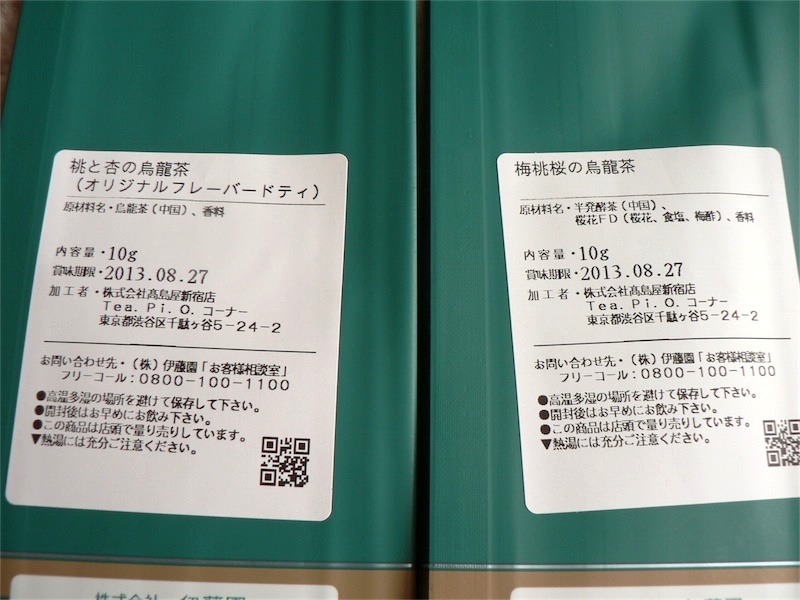 桃と杏の烏龍茶
（オリジナルフレーバードティ）
原材料名・烏龍茶（中国）、香料
内容量・10g
賞味期限・2013.08.27
加工者・株式会社髙島屋新宿店
Tea. Pi. O. コーナー
東京都渋谷区千駄ヶ谷5-24-2
お問い合わせ先・（株）伊藤園「お客様相談室」
フリーコール：0800-100-1100
●高温多湿の場所を避けて保存して下さい。
●開封後はお早めにお飲み下さい。
●この商品は店頭で量り売りしています。
▼熱湯には充分ご注意ください。
梅桃桜の烏龍茶
原材料名・半発酵茶（中国）、
桜花FD（桜花、食塩、梅酢）、香料
内容量・10g
賞味期限・2013.08.27
加工者・株式会社髙島屋新宿店
Tea. Pi. O. コーナー
東京都渋谷区千駄ヶ谷5-24-2
お問い合わせ先・（株）伊藤園「お客様相談室」
フリーコール：0800-100-1100
●高温多湿の場所を避けて保存して下さい。
●開封後はお早めにお飲み下さい。
●この商品は店頭で量り売りしています。
▼熱湯には充分ご注意ください。
株式会社 伊藤園